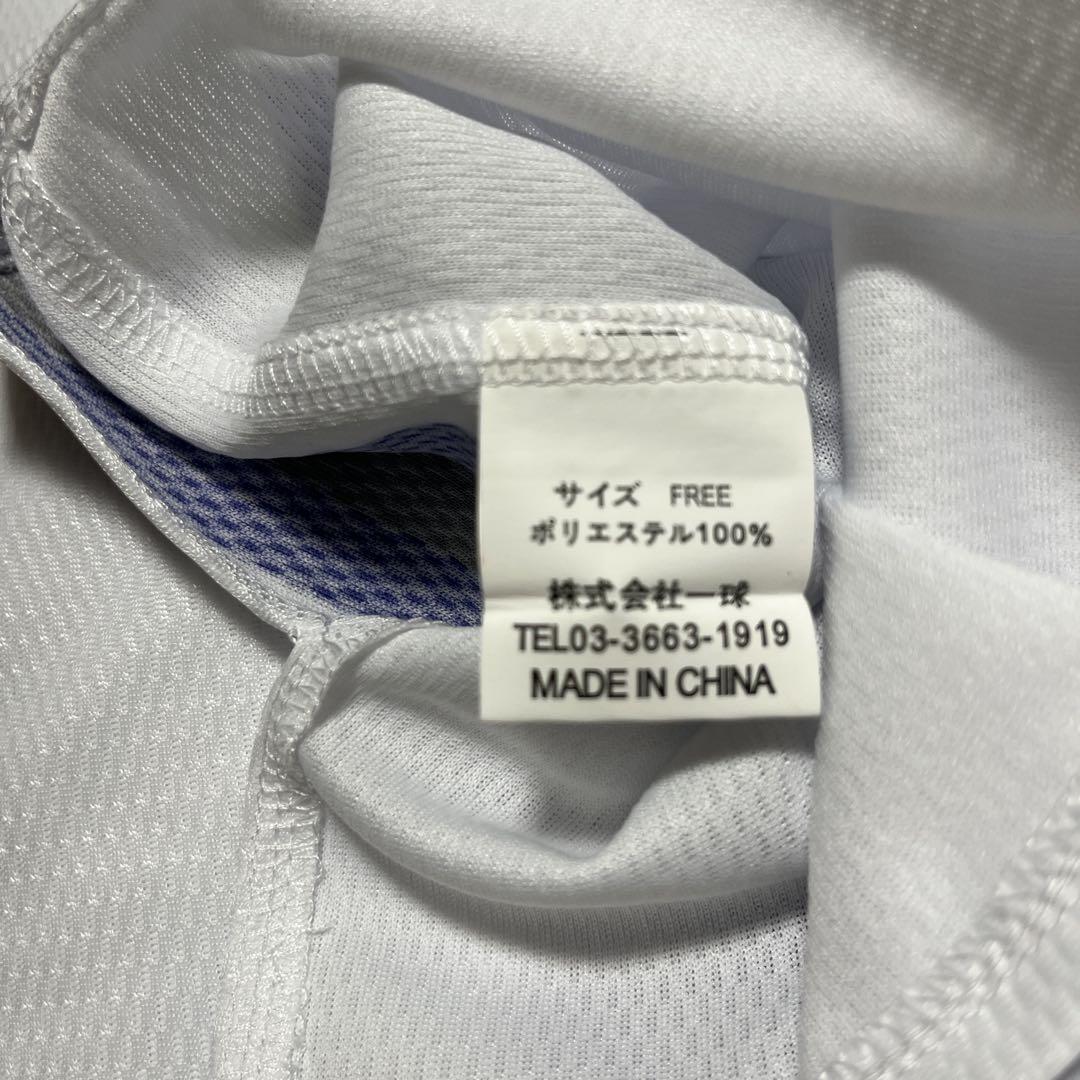 サイズ FREE
ポリエステル100%
株式会社一球
TEL03-3663-1919
MADE IN CHINA